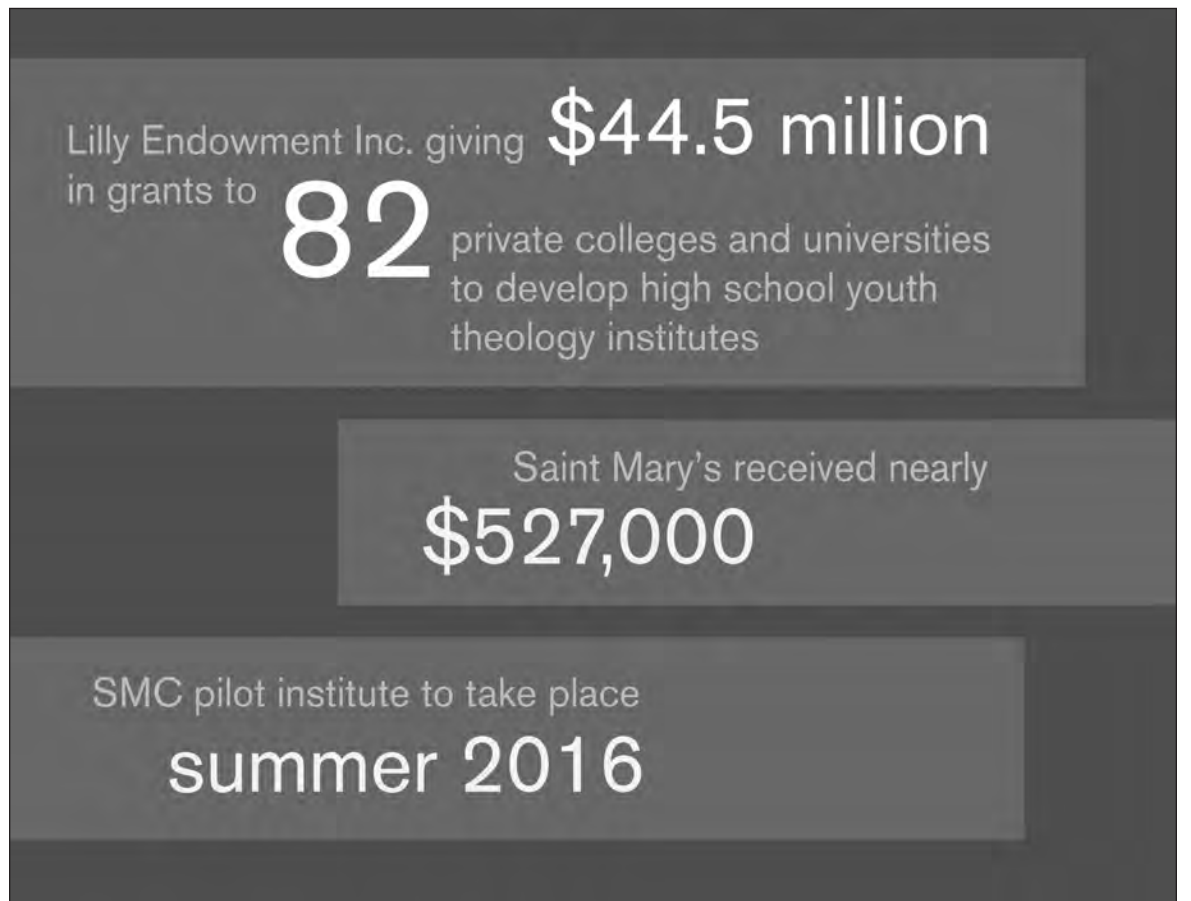 Lilly Endowment Inc. giving $44.5 million
in grants to 82
private colleges and universities
to develop high school youth
theology institutes
Saint Mary's received nearly
$527,000
SMC pilot institute to take place
summer 2016